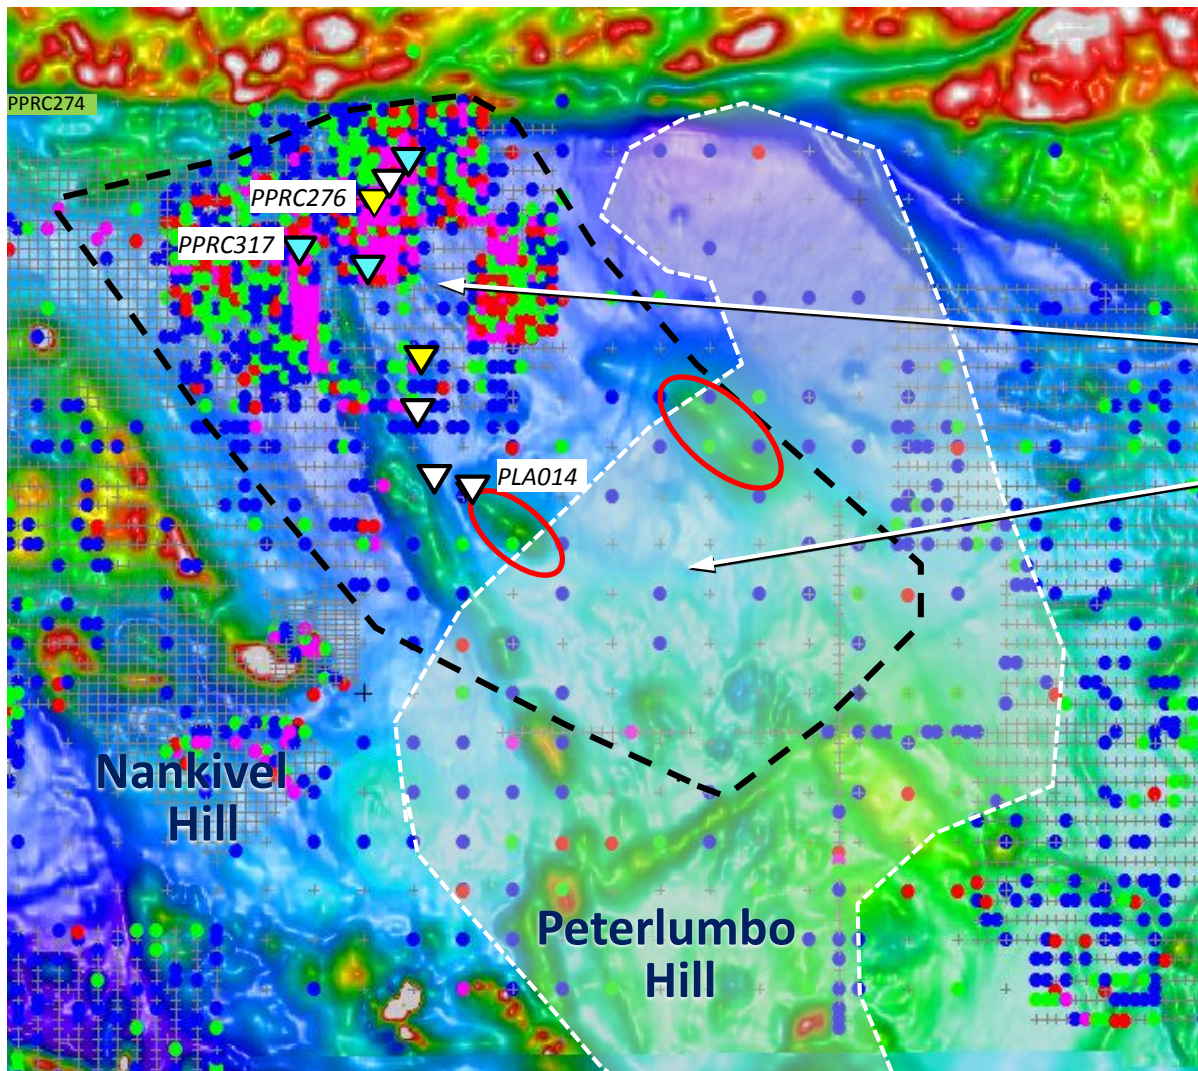 PPRC274
PPRC276
PPRC317
PLA014
Nankivel
Hill
Peterlumbo
Hill